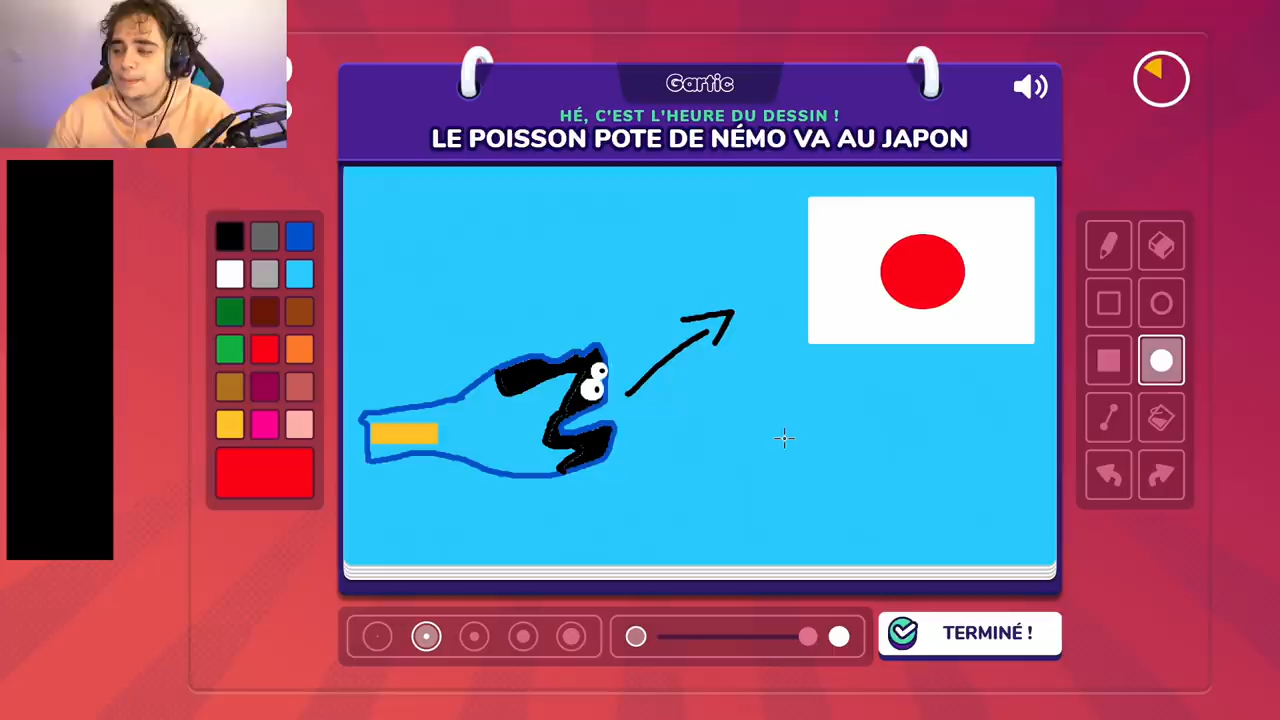 Gartic
HÉ, C'EST L'HEURE DU DESSIN !
LE POISSON POTE DE NÉMO VA AU JAPON
TERMINÉ !